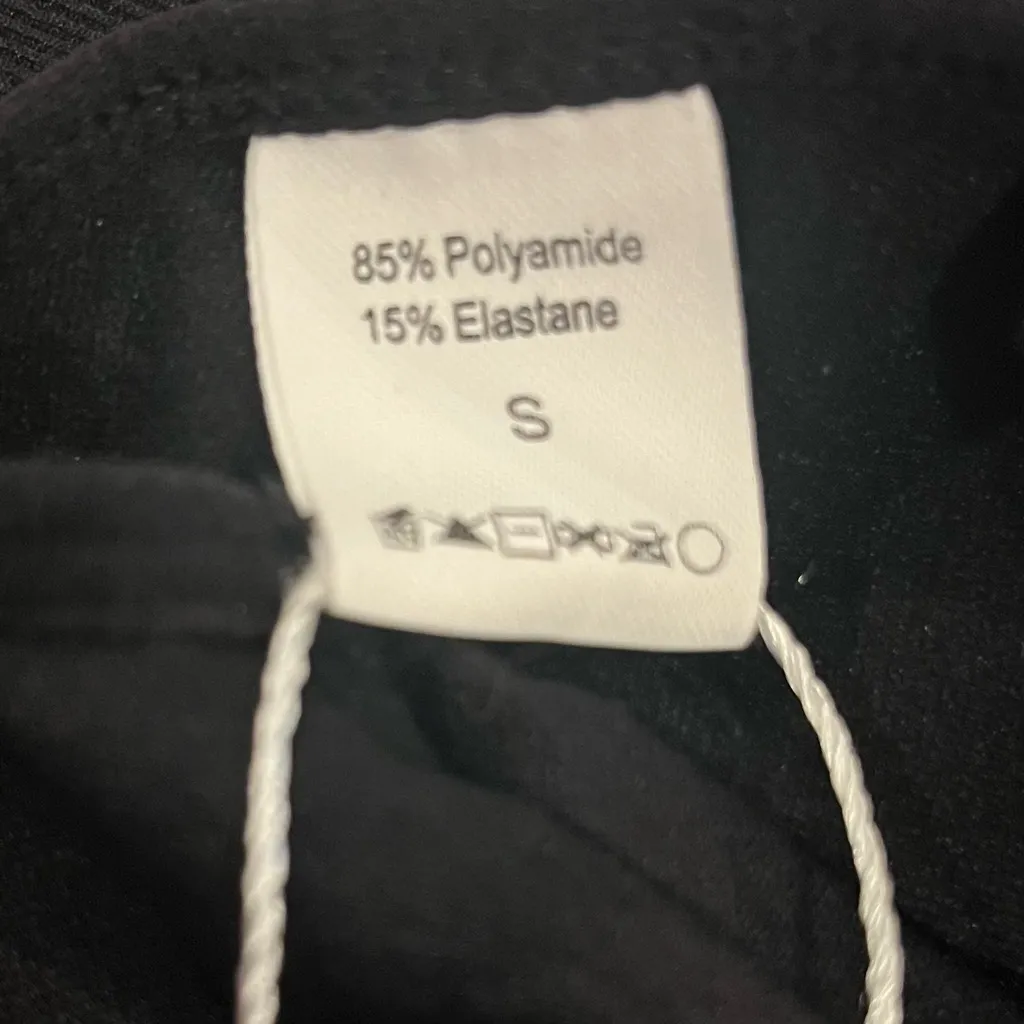 85% Polyamide
15% Elastane
S